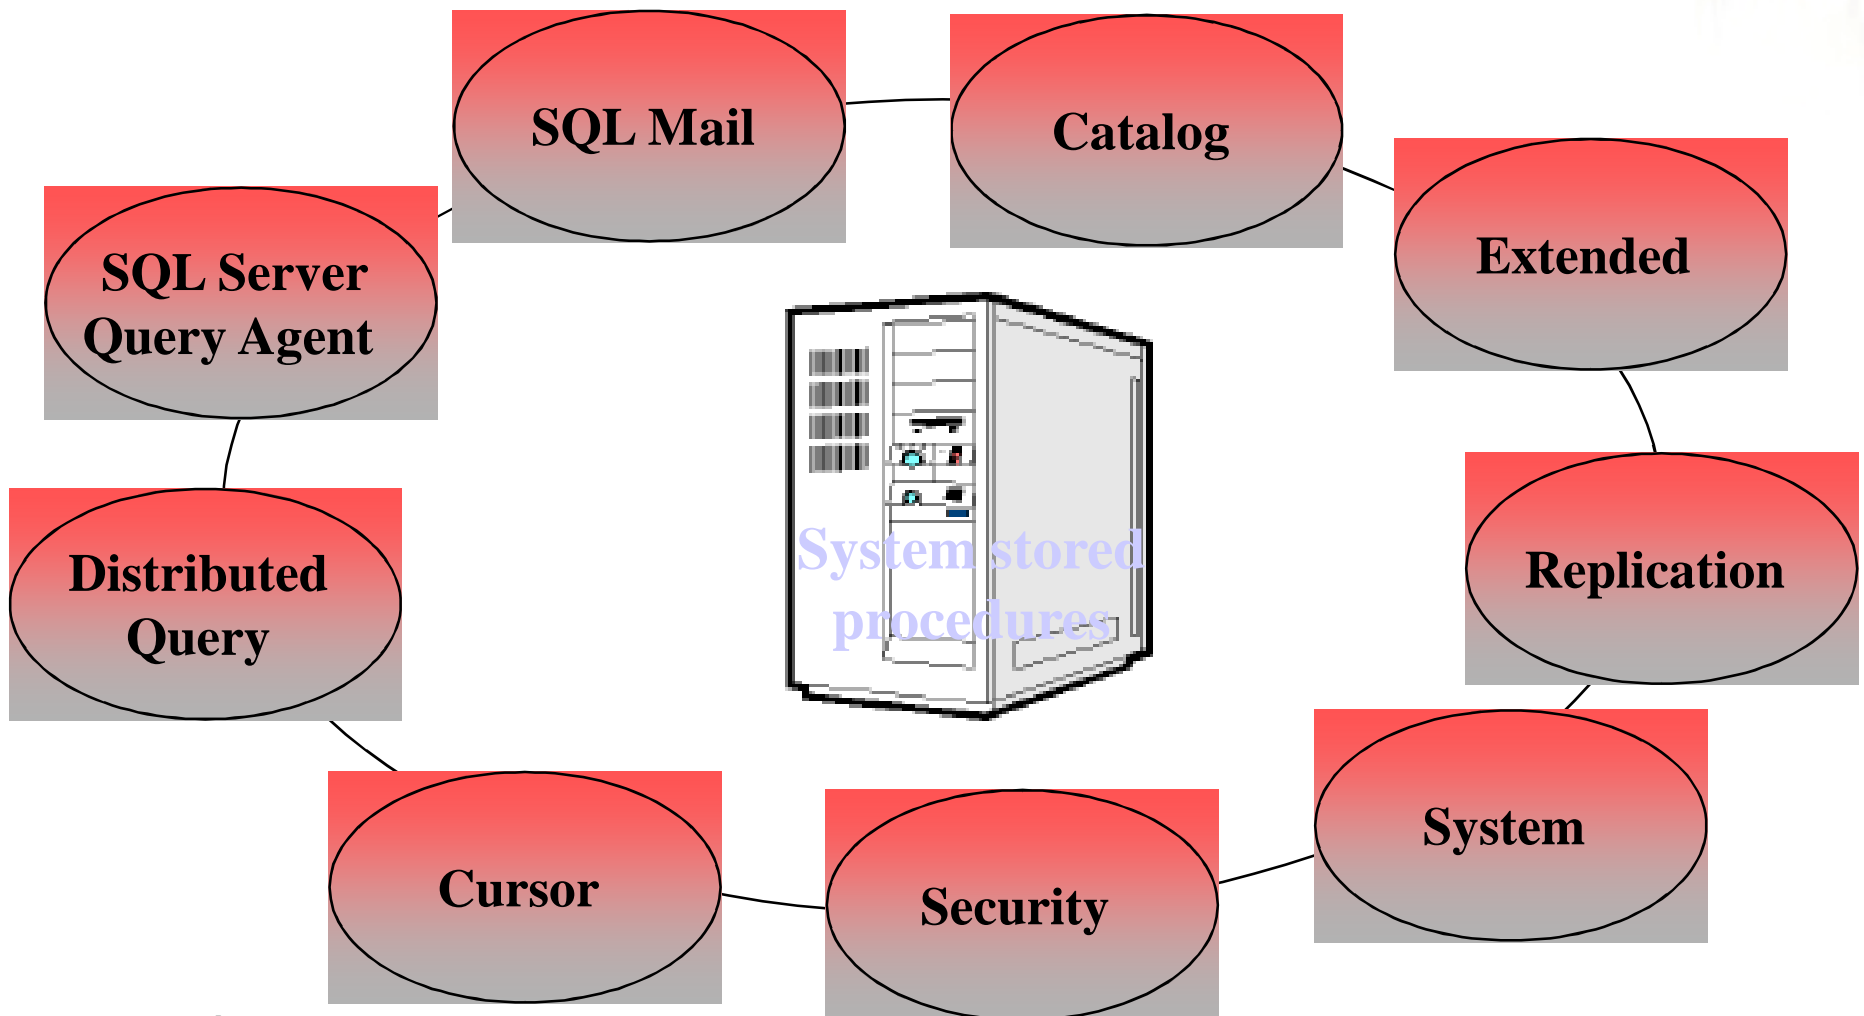 SQL Mail
Catalog
Extended
SQL Server
Query Agent
System stored
procedures
Replication
Distributed
Query
System
Cursor
Security